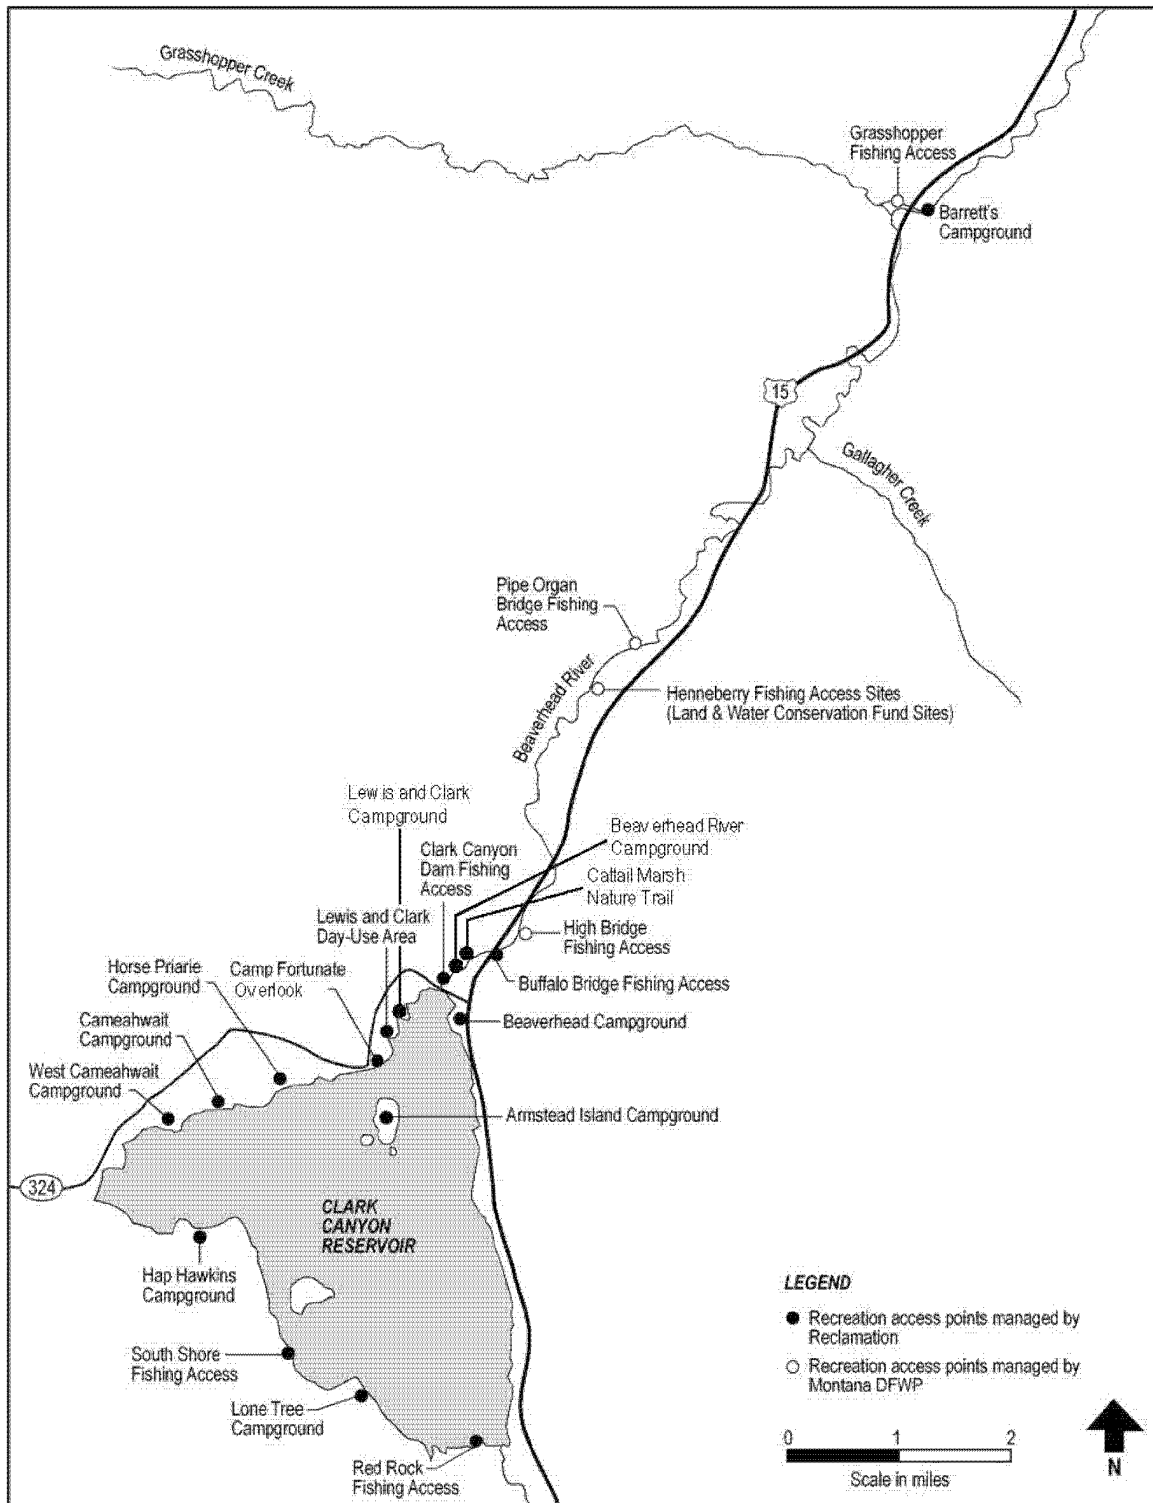 Grasshopper Creek
Grasshopper
Fishing Access
Barrett's
Campground
15
Gallagher Creek
Pipe Organ
Bridge Fishing
Access
Beaverhead River
Henneberry Fishing Access Sites
(Land & Water Conservation Fund Sites)
Lewis and Clark
Campground
Beaverhead River
Campground
Clark Canyon
Dam Fishing
Access
Cattail Marsh
Nature Trail
Lewis and Clark
Day-Use Area
High Bridge
Fishing Access
Horse Priarie
Campground
Camp Fortunate
Overlook
Buffalo Bridge Fishing Access
Cameahwait
Campground
Beaverhead Campground
West Cameahwait
Campground
Armstead Island Campground
324
CLARK
CANYON
RESERVOIR
Hap Hawkins
Campground
South Shore
Fishing Access
Lone Tree
Campground
Red Rock
Fishing Access
LEGEND
Recreation access points managed by
Reclamation
Recreation access points managed by
Montana DFWP
0 1 2
Scale in miles
N